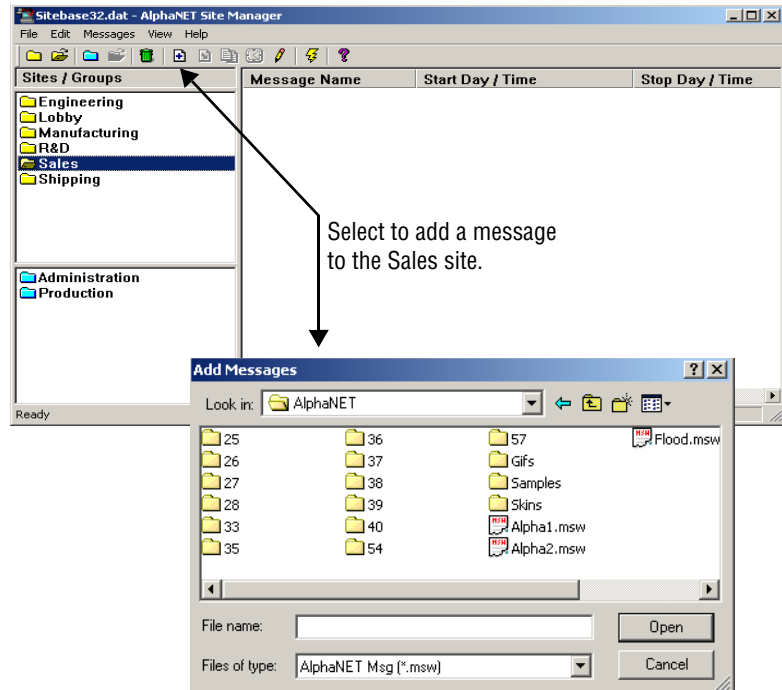 Sitebase32.dat - AlphaNET Site Manager
File Edit Messages View Help
Sites / Groups
Message Name Start Day / Time Stop Day / Time
Engineering
Lobby
Manufacturing
R&D
Sales
Shipping
Select to add a message
to the Sales site.
Administration
Production
Ready
Add Messages
Look in: AlphaNET
25 36 57 Flood.msw
26 37 Gifs
27 38 Samples
28 39 Skins
33 40 Alpha1.msw
35 54 Alpha2.msw
File name: Open
Files of type: AlphaNET Msg (*.msw) Cancel